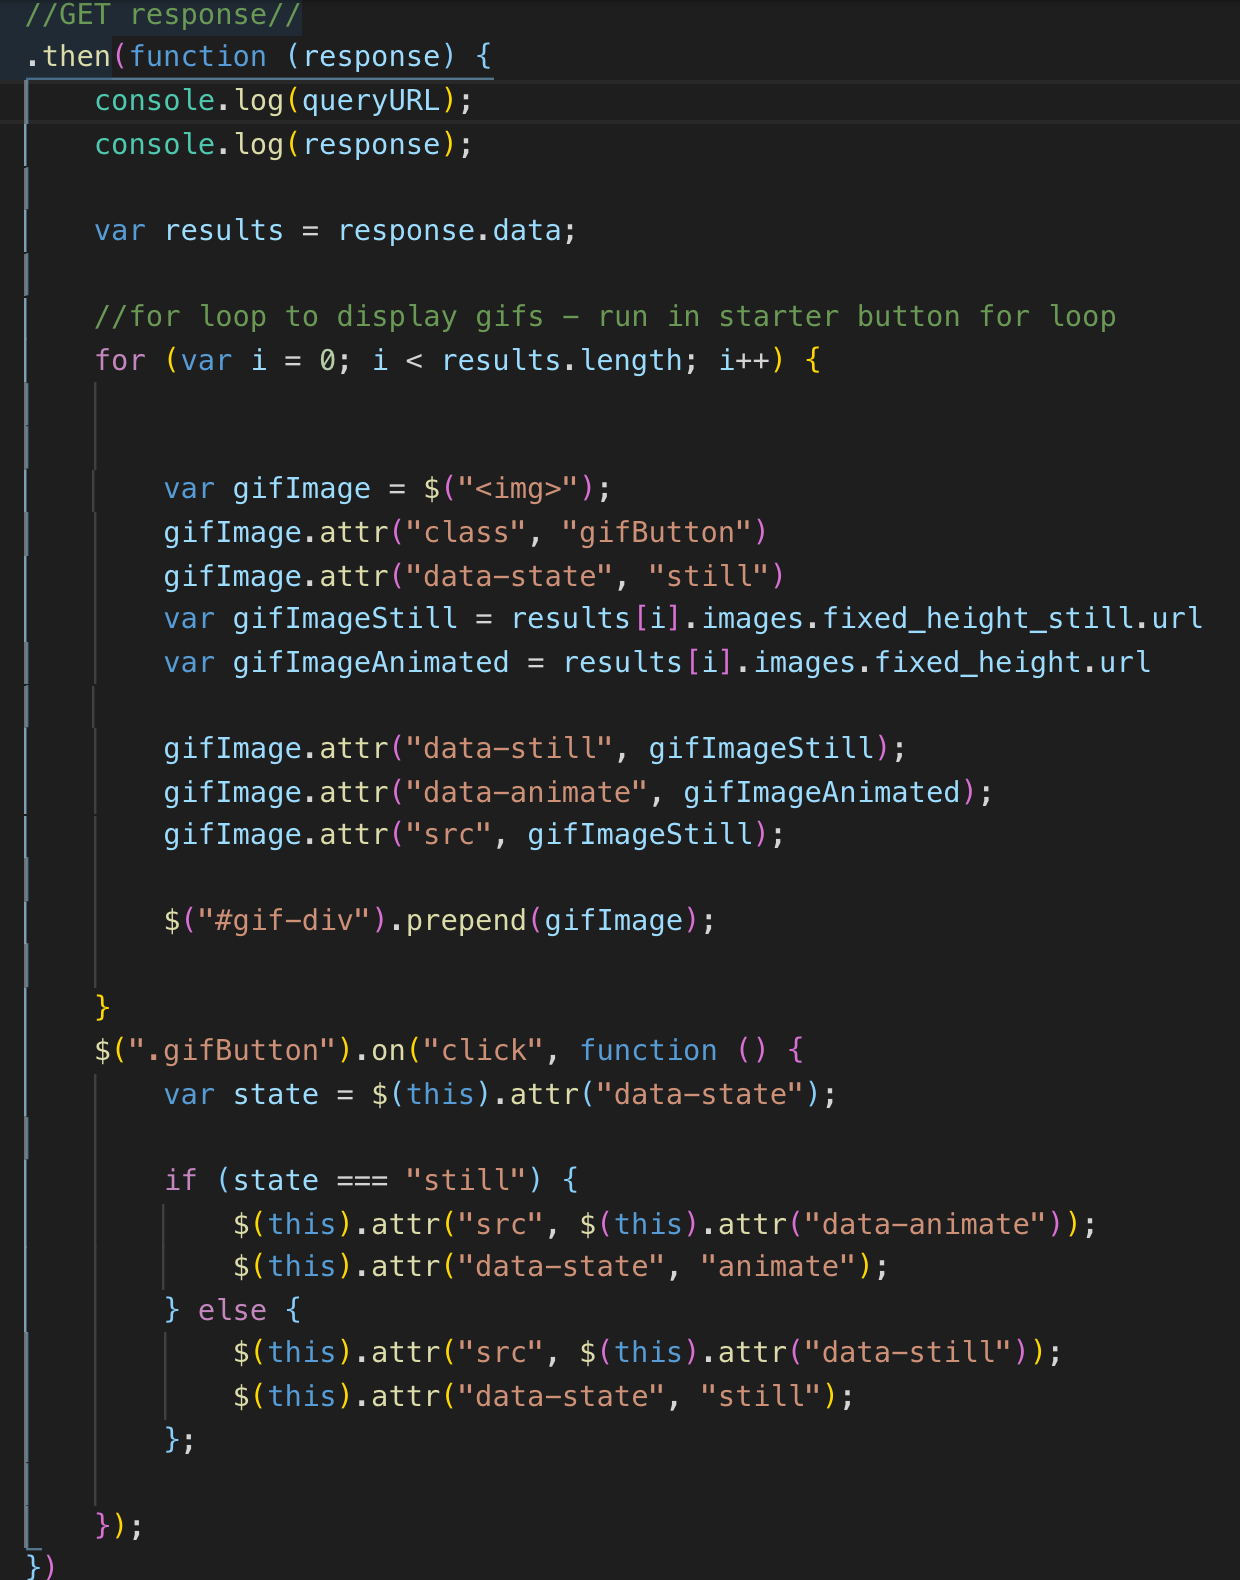 //GET response//
.then(function (response) {
    console.log(queryURL);
    console.log(response);

    var results = response.data;

    //for loop to display gifs - run in starter button for loop
    for (var i = 0; i < results.length; i++) {


        var gifImage = $("<img>");
        gifImage.attr("class", "gifButton")
        gifImage.attr("data-state", "still")
        var gifImageStill = results[i].images.fixed_height_still.url
        var gifImageAnimated = results[i].images.fixed_height.url

        gifImage.attr("data-still", gifImageStill);
        gifImage.attr("data-animate", gifImageAnimated);
        gifImage.attr("src", gifImageStill);

        $("#gif-div").prepend(gifImage);

    }
    $(".gifButton").on("click", function () {
        var state = $(this).attr("data-state");

        if (state === "still") {
            $(this).attr("src", $(this).attr("data-animate"));
            $(this).attr("data-state", "animate");
        } else {
            $(this).attr("src", $(this).attr("data-still"));
            $(this).attr("data-state", "still");
        };

    });
})